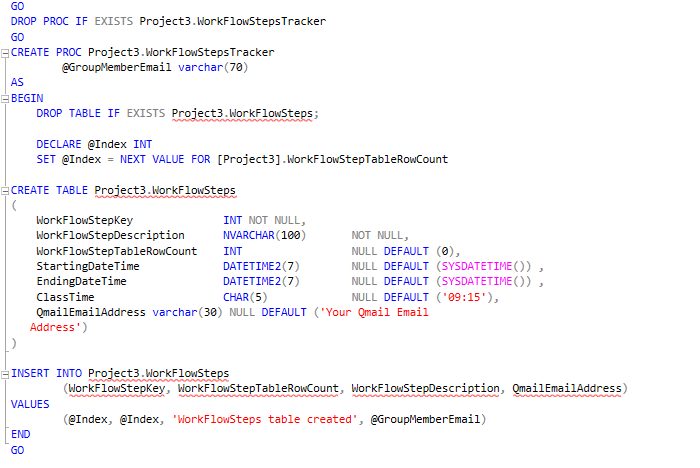 GO
DROP PROC IF EXISTS Project3.WorkFlowStepsTracker
GO
CREATE PROC Project3.WorkFlowStepsTracker
@GroupMemberEmail varchar(70)
AS
BEGIN
DROP TABLE IF EXISTS Project3.WorkFlowSteps;
DECLARE @Index INT
SET @Index = NEXT VALUE FOR [Project3].WorkFlowStepTableRowCount
CREATE TABLE Project3.WorkFlowSteps
(
WorkFlowStepKey INT NOT NULL,
WorkFlowStepDescription NVARCHAR(100) NOT NULL,
WorkFlowStepTableRowCount INT NULL DEFAULT (0),
StartingDateTime DATETIME2(7) NULL DEFAULT (SYSDATETIME()) ,
EndingDateTime DATETIME2(7) NULL DEFAULT (SYSDATETIME()) ,
ClassTime CHAR(5) NULL DEFAULT ('09:15'),
QmailEmailAddress varchar(30) NULL DEFAULT ('Your Qmail Email
Address')
)
INSERT INTO Project3.WorkFlowSteps
(WorkFlowStepKey, WorkFlowStepTableRowCount, WorkFlowStepDescription, QmailEmailAddress)
VALUES
(@Index, @Index, 'WorkFlowSteps table created', @GroupMemberEmail)
END
GO